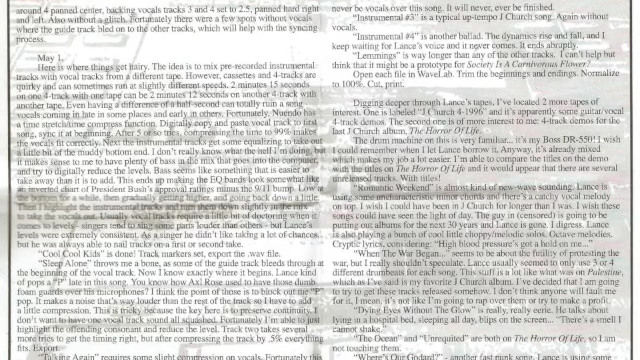 around 4 panned center, backing vocals tracks 3 and 4 set to 2.5, panned hard right
and left. Also without a glitch. Fortunately there were a few spots without vocals
where the guide track bled on to the other tracks, which will help with the syncing
process.
May 1.
Here is where things get hairy. The idea is to mix pre-recorded instrumental
tracks with vocal tracks from a different tape. However, cassettes and 4-tracks are
quirky and can sometimes run at slightly different speeds. 2 minutes 15 seconds
on one 4-track with one tape can be 2 minutes 12 seconds on another 4-track with
another tape. Even having a difference of a half-second can totally ruin a song
vocals coming in late in some places and early in others. Fortunately, Nuendo has
a time stretch/time compress function. Digitally copy and paste vocal track to first
song, sync it at beginning. After 5 or so tries, compressing the time to 99% makes
the vocals fit correctly. Next the instrumental tracks get some equalizing to take out
a little bit of the muddy bottom end. I don't really know what the hell I'm doing, but
it makes sense to me to have plenty of bass in the mix that goes into the computer,
and try to digitally reduce the levels. Bass seems like something that is easier to
take away than it is to add. This ends up making the EQ bands look somewhat like
an inverted chart of President Bush's approval ratings minus the 9/11 bump. Low at
the bottom for a while, then gradually getting higher, and going back down a little.
Then I highlight the instrumental tracks and turn them down slightly in the mix
to take the vocals out. Usually vocal tracks require a little bit of doctoring when it
comes to levels- singers tend to sing some parts louder than others - but Lance's
levels were extremely consistent. As a singer he didn't like taking a lot of chances,
but he was always able to nail tracks on a first or second take.
"Cool Cool Kids" is done! Track markers set, export the .wav file.
"Sleep Alone" throws me a bone, as some of the guide track bleeds through at
the beginning of the vocal track. Now I know exactly where it begins. Lance kind
of pops a "P" late in this song. You know how Axl Rose used to have those dumb
foam guards over his microphones? I think the point of those is to block out the "P"
pop. It makes a noise that's way louder than the rest of the track so I have to add
a little compression. This is tricky because the key here is to preserve continuity. I
don't want to have one vocal track sound all squished. Fortunately I'm able to just
highlight the offending consonant and reduce the level. Track two takes several
more tries to get the timing right, but after compressing the track by .5% everything
fits. Export.
"Talking Again" requires some slight compression on vocals. Fortunately the
never be vocals over this song. It will never, ever be finished.
"Instrumental #3" is a typical up-tempo J Church song. Again without
vocals.
"Instrumental #4" is another ballad. The dynamics rise and fall, and I
keep waiting for Lance's voice and it never comes. It ends abruptly.
"Lemmings" is way longer than any of the other tracks. I can't help but
think that it might be a prototype for Society Is A Carnivorous Flower?
Open each file in WaveLab. Trim the beginnings and endings. Normalize
to 100%. Cut, print.
Digging deeper through Lance's tapes, I've located 2 more tapes of
interest. One is labeled "J Church 4-1996" and it's apparently some guitar/vocal
4-track demos. The second one is of more interest to me: 4-track demos for the
last J Church album, The Horror Of Life.
The drum machine on this is very familiar... it's my Boss DR-550! I wish
I could remember when I let Lance borrow it. Anyway, it's already mixed
which makes my job a lot easier. I'm able to compare the titles on the demo
with the titles on The Horror Of Life and it would appear that there are several
unreleased tracks. With titles!
"Romantic Weekend" is almost kind of new-wave sounding. Lance is
using some uncharacteristic minor chords and there's a catchy vocal melody
on top. I wish I could have been in J Church for longer than I was. I wish these
songs could have seen the light of day. The guy in (censored) is going to be
putting out albums for the next 30 years and Lance is gone. I digress. Lance
is also playing a bunch of cool little choppy/melodic solos. Octave melodies.
Cryptic lyrics, considering: "High blood pressure's got a hold on me..."
"When The War Began..." seems to be about the futility of protesting the
war, but I really shouldn't speculate. Lance usually seemed to only use 3 or 4
different drumbeats for each song. This stuff is a lot like what was on Palestine,
which as I've said is my favorite J Church album. I've decided that I am going
to try to get these tracks released somehow. I don't think anyone will fault me
for it, I mean, it's not like I'm going to rap over them or try to make a profit.
"Dying Eyes Without The Glow" is really, really eerie. He talks about
lying in a hospital bed, sleeping all day, blips on the screen... "There's a smell I
cannot shake."
"The Ocean" and "Unrequited" are both on The Horror Of Life, so I am
not touching them.
"Where's Our Godard?" - another fast punk song. Lance is using some